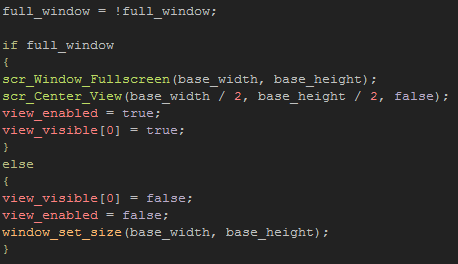 full_window = !full_window;

if full_window
{
scr_Window_Fullscreen(base_width, base_height);
scr_Center_View(base_width / 2, base_height / 2, false);
view_enabled = true;
view_visible[0] = true;
}
else
{
view_visible[0] = false;
view_enabled = false;
window_set_size(base_width, base_height);
}